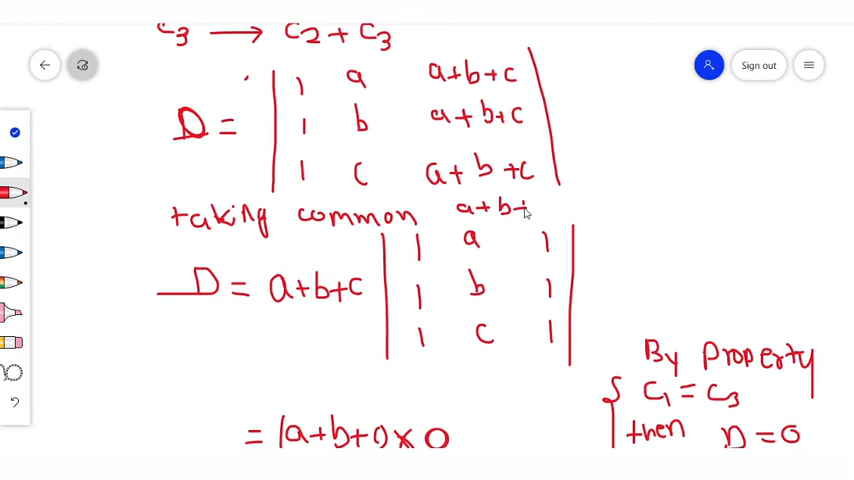 C3 → C2 + C3
Sign out
D = | 1 a a+b+c |
| 1 b a+b+c |
| 1 c a+b+c |
taking common a+b+
D = a+b+c | 1 a 1 |
| 1 b 1 |
| 1 c 1 |
By Property
{ C1 = C3
then D = 0
= (a+b+c) × 0